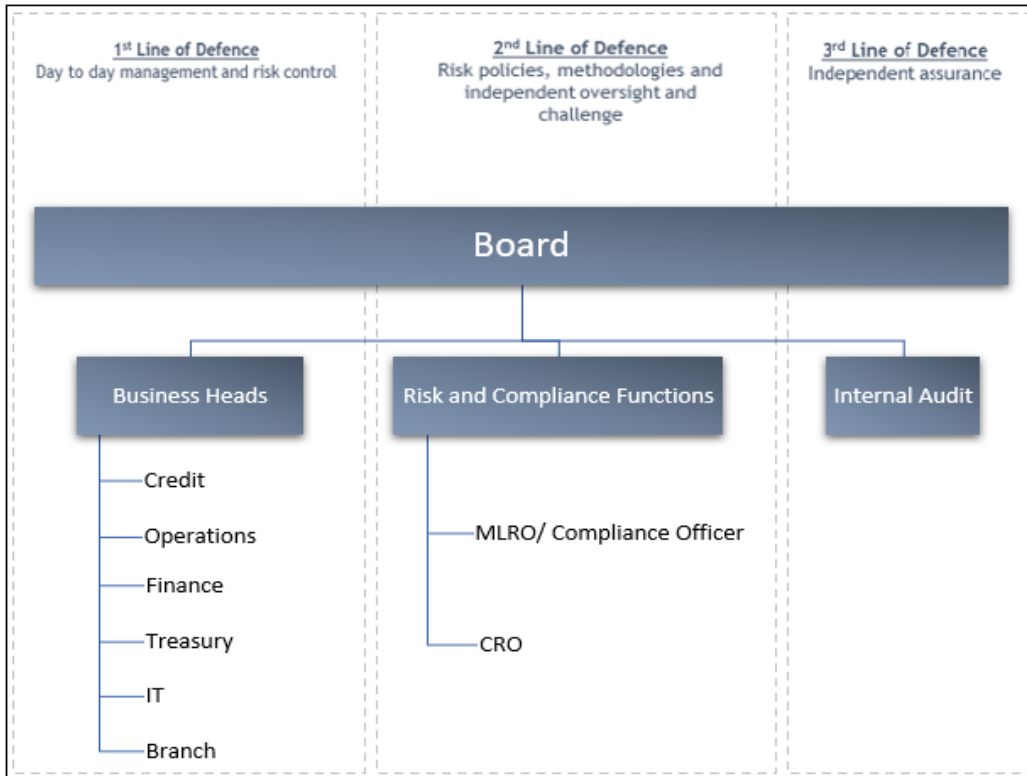 1st Line of Defence
Day to day management and risk control
2nd Line of Defence
Risk policies, methodologies and
independent oversight and
challenge
3rd Line of Defence
Independent assurance
Board
Business Heads
Risk and Compliance Functions
Internal Audit
Credit
Operations
Finance
Treasury
IT
Branch
MLRO/ Compliance Officer
CRO